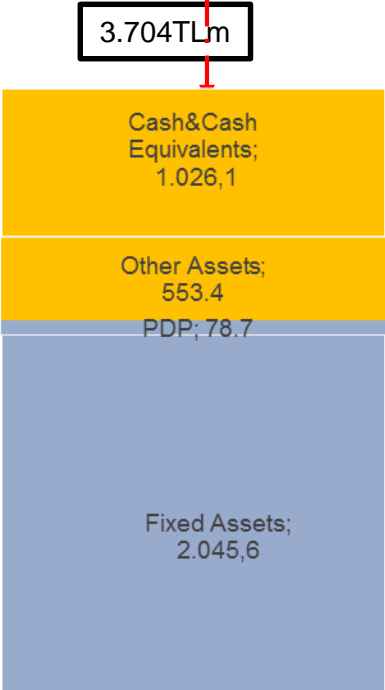 3.704TLm
Cash&Cash
Equivalents;
1.026,1
Other Assets;
553.4
PDP; 78.7
Fixed Assets;
2.045,6